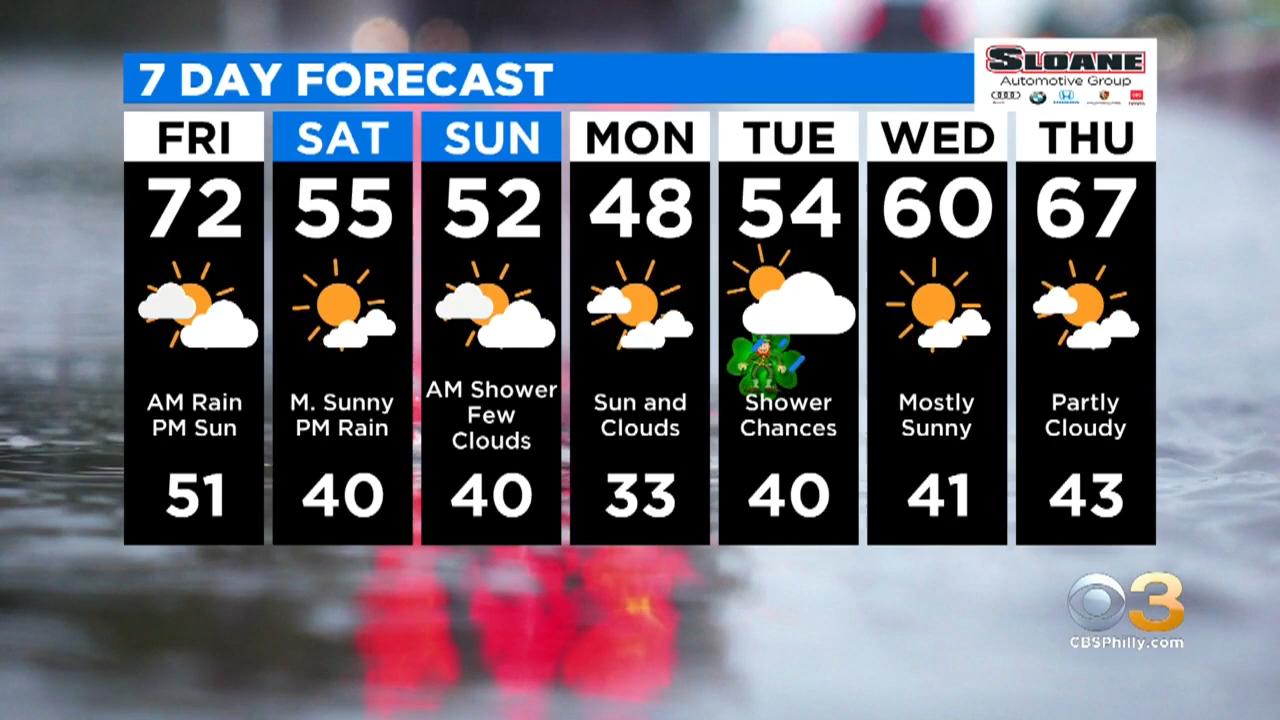 7 DAY FORECAST
SLOANE
Automotive Group
FRI
72
AM Rain
PM Sun
51
SAT
55
M. Sunny
PM Rain
40
SUN
52
AM Shower
Few
Clouds
40
MON
48
Sun and
Clouds
33
TUE
54
Shower
Chances
40
WED
60
Mostly
Sunny
41
THU
67
Partly
Cloudy
43
3
CBSPhilly.com